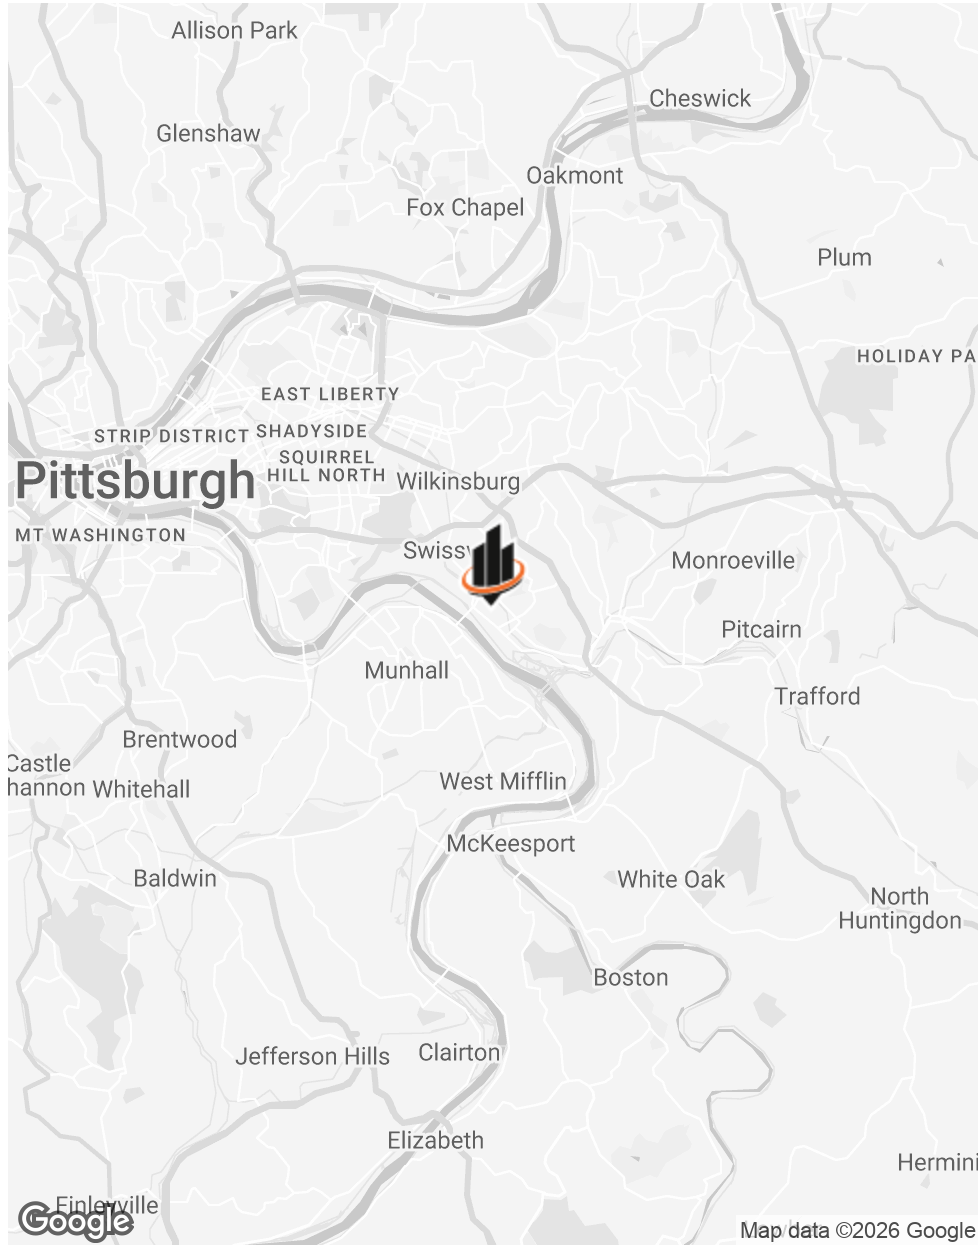 Allison Park
Cheswick
Glenshaw
Oakmont
Fox Chapel
Plum
HOLIDAY PA
EAST LIBERTY
STRIP DISTRICT
SHADYSIDE
SQUIRREL
HILL NORTH
Pittsburgh
Wilkinsburg
MT WASHINGTON
Swissv
Monroeville
Pitcairn
Munhall
Trafford
Brentwood
Castle
hannon
Whitehall
West Mifflin
McKeesport
Baldwin
White Oak
North
Huntingdon
Boston
Jefferson Hills
Clairton
Elizabeth
Hermini
Finleyville
Google
Map data ©2026 Google